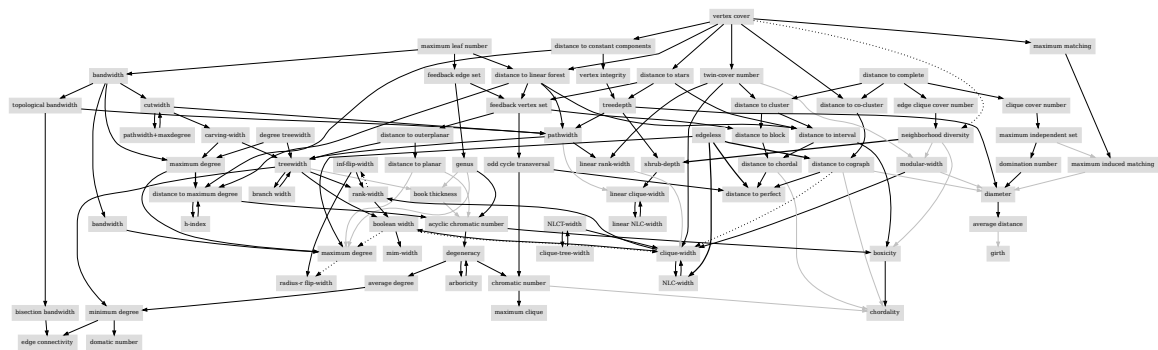 vertex cover
maximum leaf number
distance to constant components
maximum matching
bandwidth
feedback edge set
distance to linear forest
vertex integrity
distance to stars
twin-cover number
distance to complete
topological bandwidth
cutwidth
feedback vertex set
treedepth
distance to cluster
distance to co-cluster
edge clique cover number
clique cover number
pathwidth+maxdegree
carving-width
degree treewidth
distance to outerplanar
pathwidth
edgeless
distance to block
distance to interval
neighborhood diversity
maximum independent set
maximum degree
treewidth
inf-flip-width
distance to planar
genus
odd cycle transversal
linear rank-width
shrub-depth
distance to chordal
distance to cograph
modular-width
domination number
maximum induced matching
distance to maximum degree
branch width
rank-width
book thickness
linear clique-width
distance to perfect
diameter
h-index
bandwidth
boolean width
acyclic chromatic number
NLCT-width
linear NLC-width
average distance
maximum degree
mim-width
degeneracy
clique-tree-width
clique-width
boxicity
girth
radius-r flip-width
average degree
arboricity
chromatic number
NLC-width
bisection bandwidth
minimum degree
maximum clique
chordality
edge connectivity
domatic number